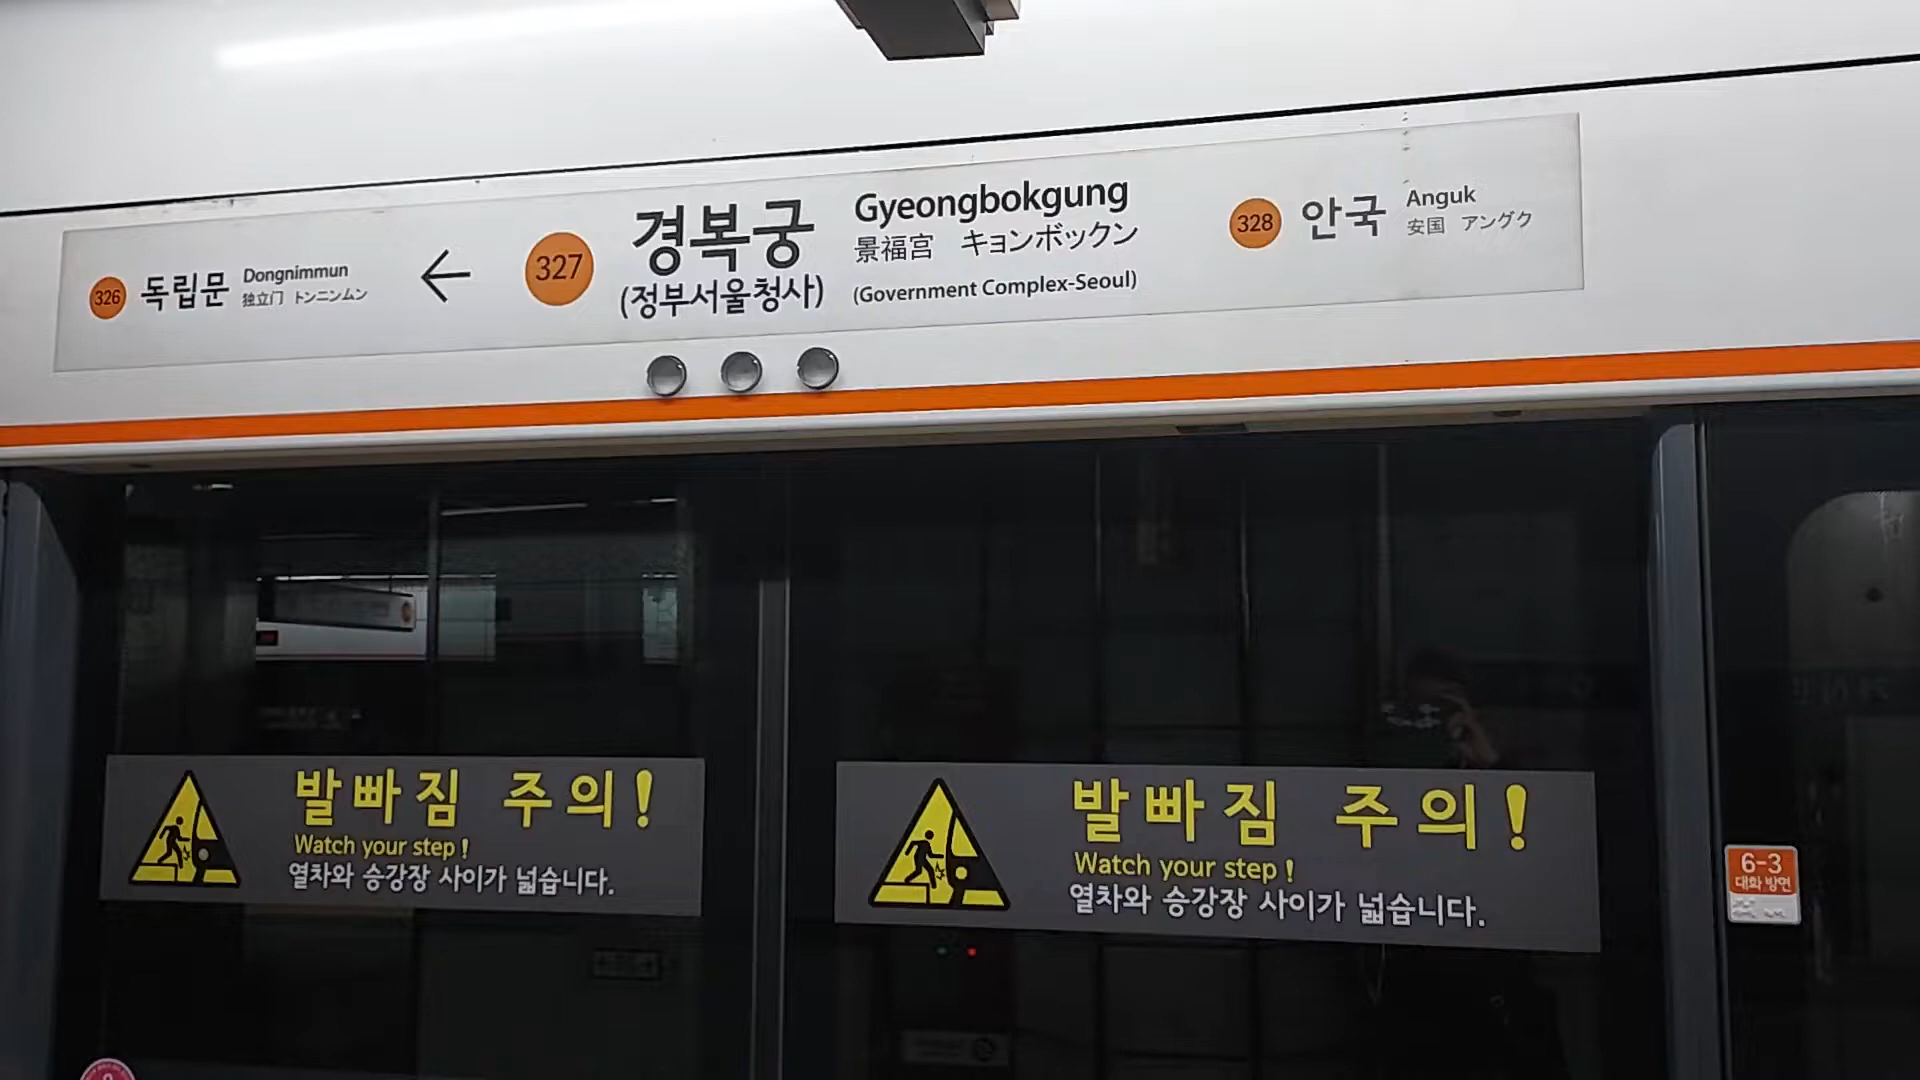 326 독립문 Dongnimmun
独立门 トンニンムン
←
327 경복궁 Gyeongbokgung
景福宫 キョンボックン
(정부서울청사) (Government Complex-Seoul)
328 안국 Anguk
安国 アングク
발빠짐 주의!
Watch your step!
열차와 승강장 사이가 넓습니다.
발빠짐 주의!
Watch your step!
열차와 승강장 사이가 넓습니다.
6-3
대화 방면